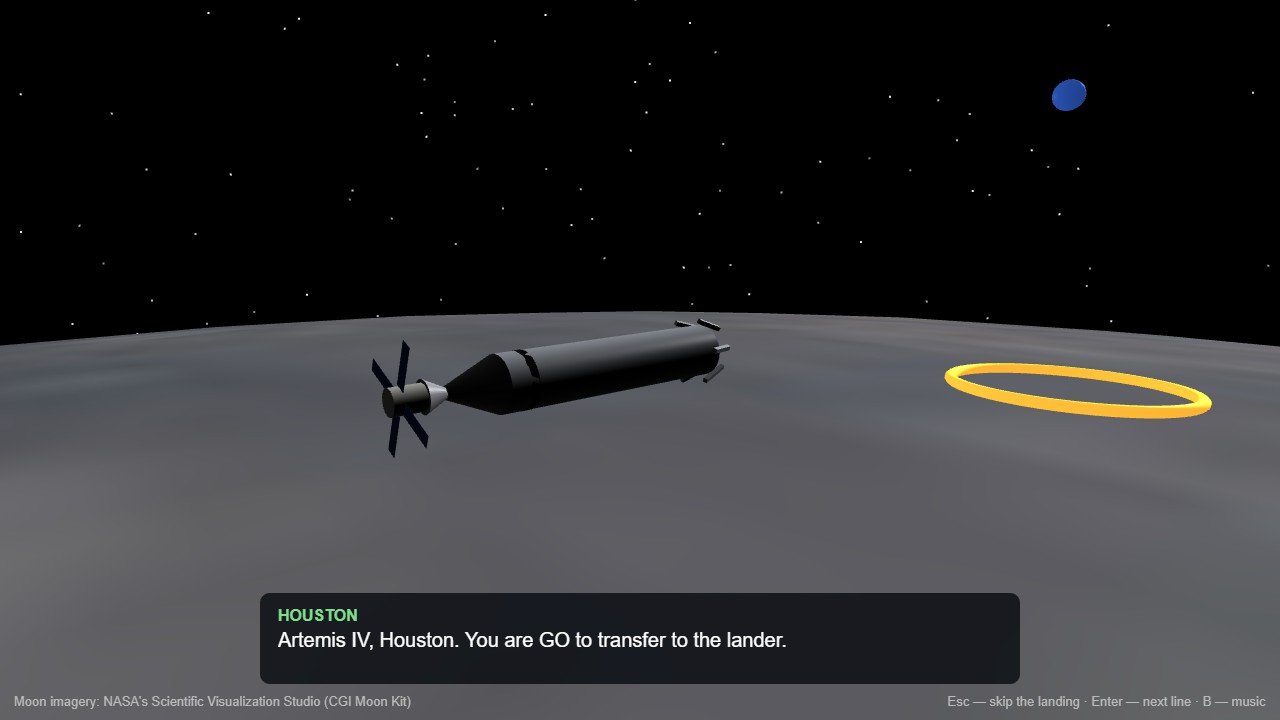 HOUSTON
Artemis IV, Houston. You are GO to transfer to the lander.
Moon imagery: NASA's Scientific Visualization Studio (CGI Moon Kit)
Esc — skip the landing · Enter — next line · B — music